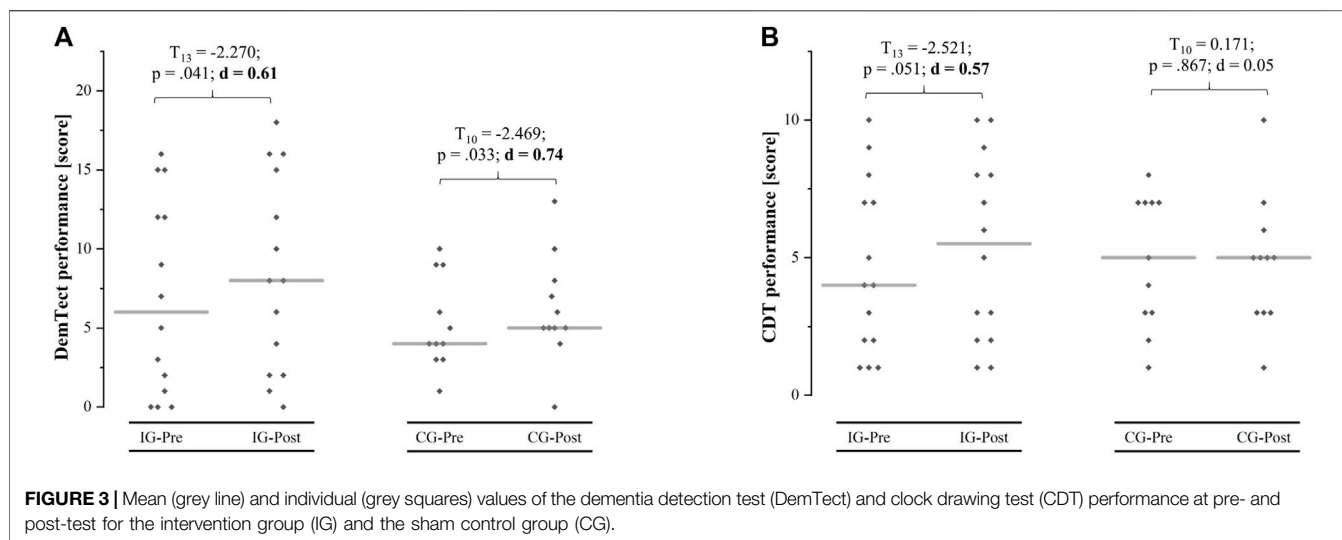 A
T13 = -2.270;
p = .041; d = 0.61
T10 = -2.469;
p = .033; d = 0.74
DemTect performance [score]
20
15
10
5
0
IG-Pre
IG-Post
CG-Pre
CG-Post
B
T13 = -2.521;
p = .051; d = 0.57
T10 = 0.171;
p = .867; d = 0.05
CDT performance [score]
10
5
0
IG-Pre
IG-Post
CG-Pre
CG-Post
FIGURE 3 | Mean (grey line) and individual (grey squares) values of the dementia detection test (DemTect) and clock drawing test (CDT) performance at pre- and
post-test for the intervention group (IG) and the sham control group (CG).